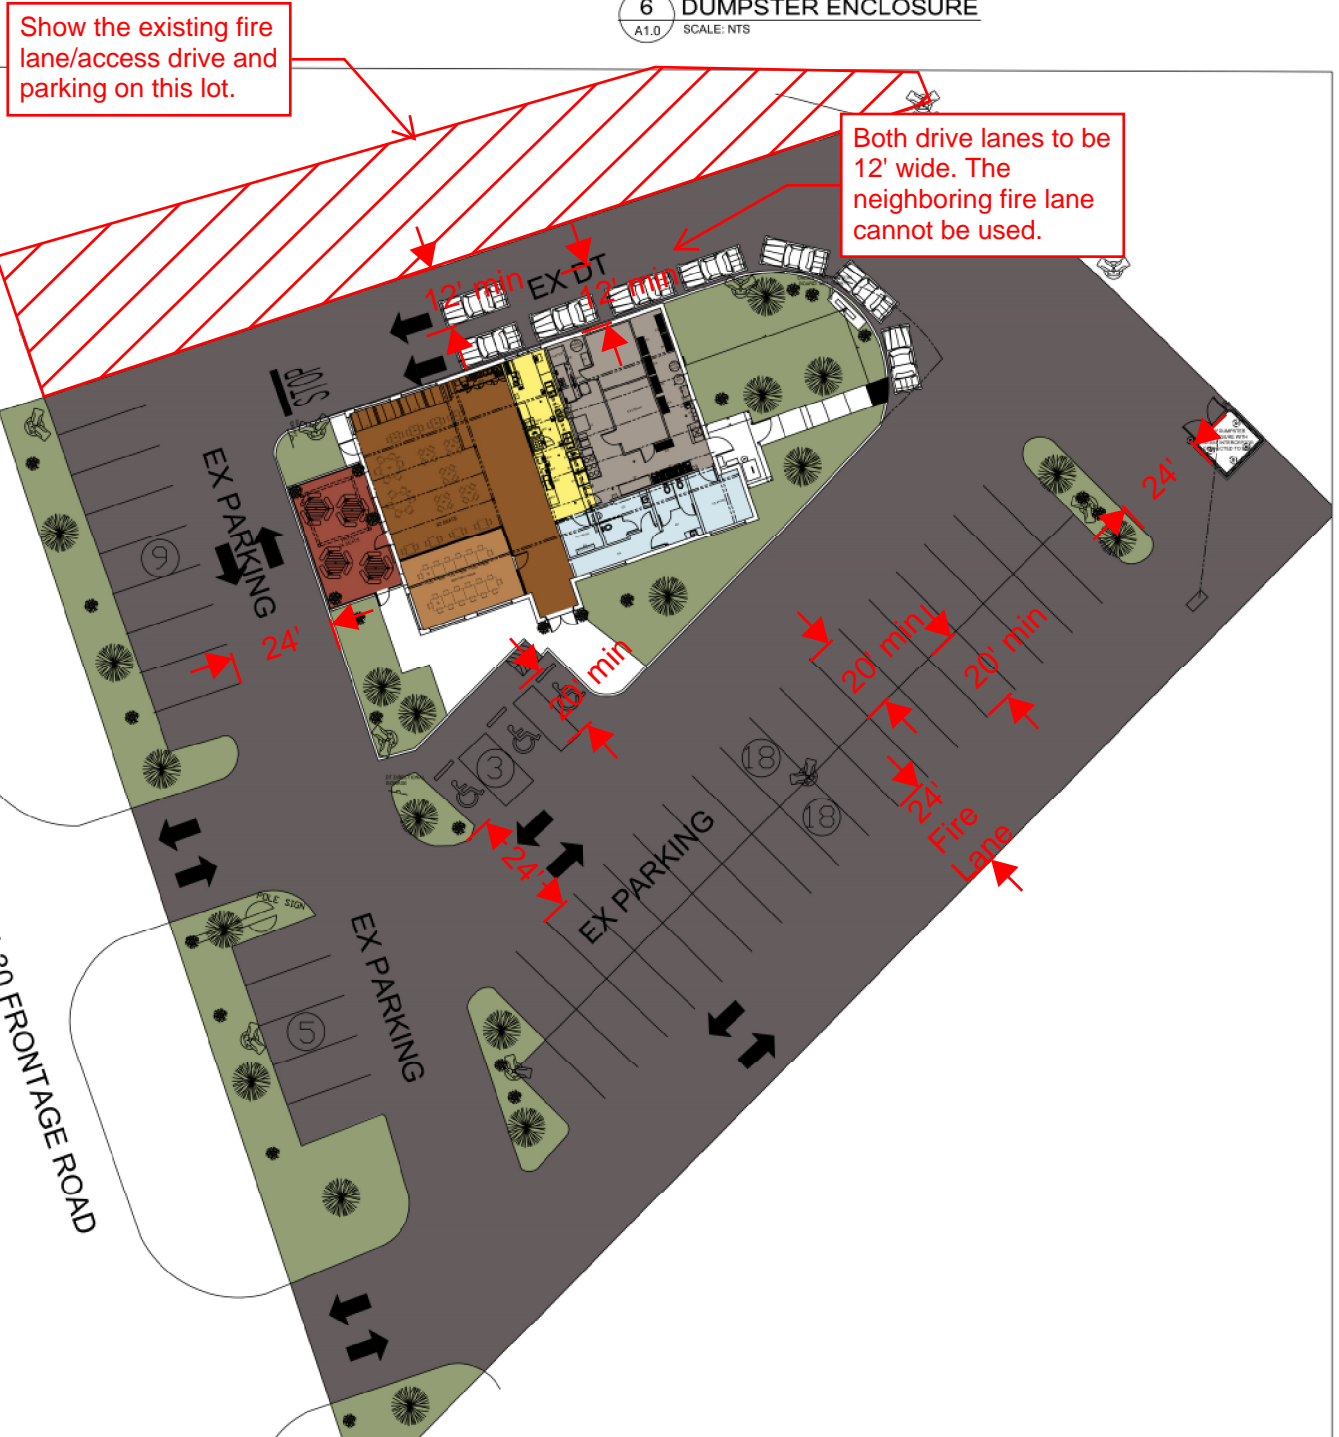 6 DUMPSTER ENCLOSURE
A1.0 SCALE: NTS
Show the existing fire
lane/access drive and
parking on this lot.
Both drive lanes to be
12' wide. The
neighboring fire lane
cannot be used.
EX DT
12' min
12' min
STOP
EX PARKING
9
24'
24'
DUMPSTER
20' min
20' min
20' min
3
18
18
24'
Fire
Lane
24'
EX PARKING
POLE SIGN
EX PARKING
5
30 FRONTAGE ROAD